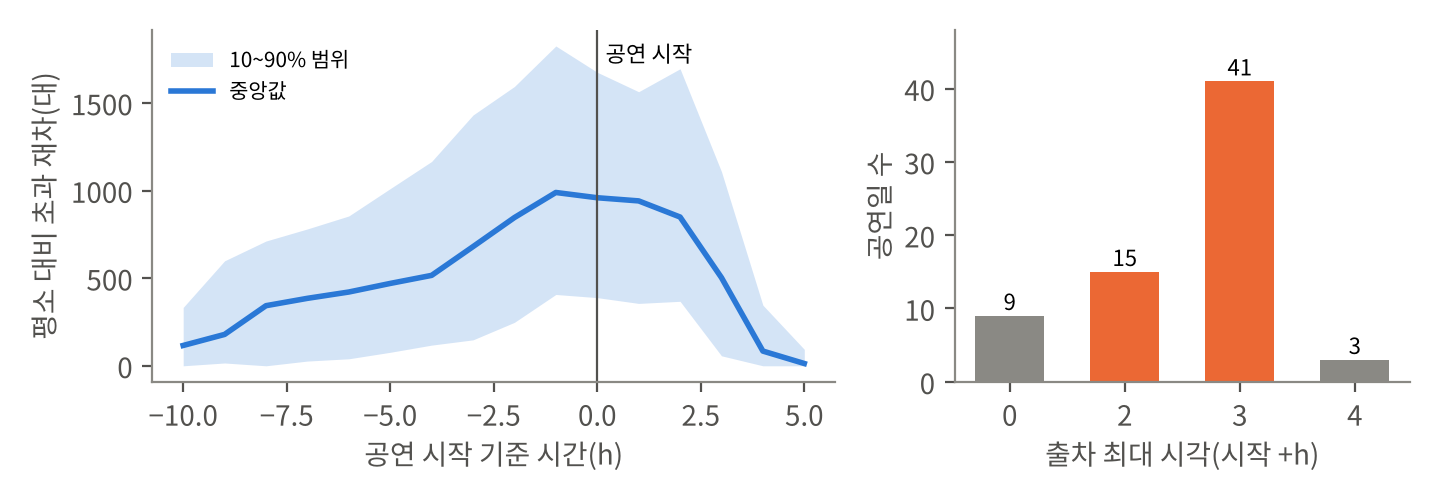 10~90% 범위
중앙값
공연 시작
평소 대비 초과 재차(대)
1500
1000
500
0
−10.0 −7.5 −5.0 −2.5 0.0 2.5 5.0
공연 시작 기준 시간(h)
공연일 수
40
30
20
10
0
9 15 41 3
0 2 3 4
출차 최대 시각(시작 +h)